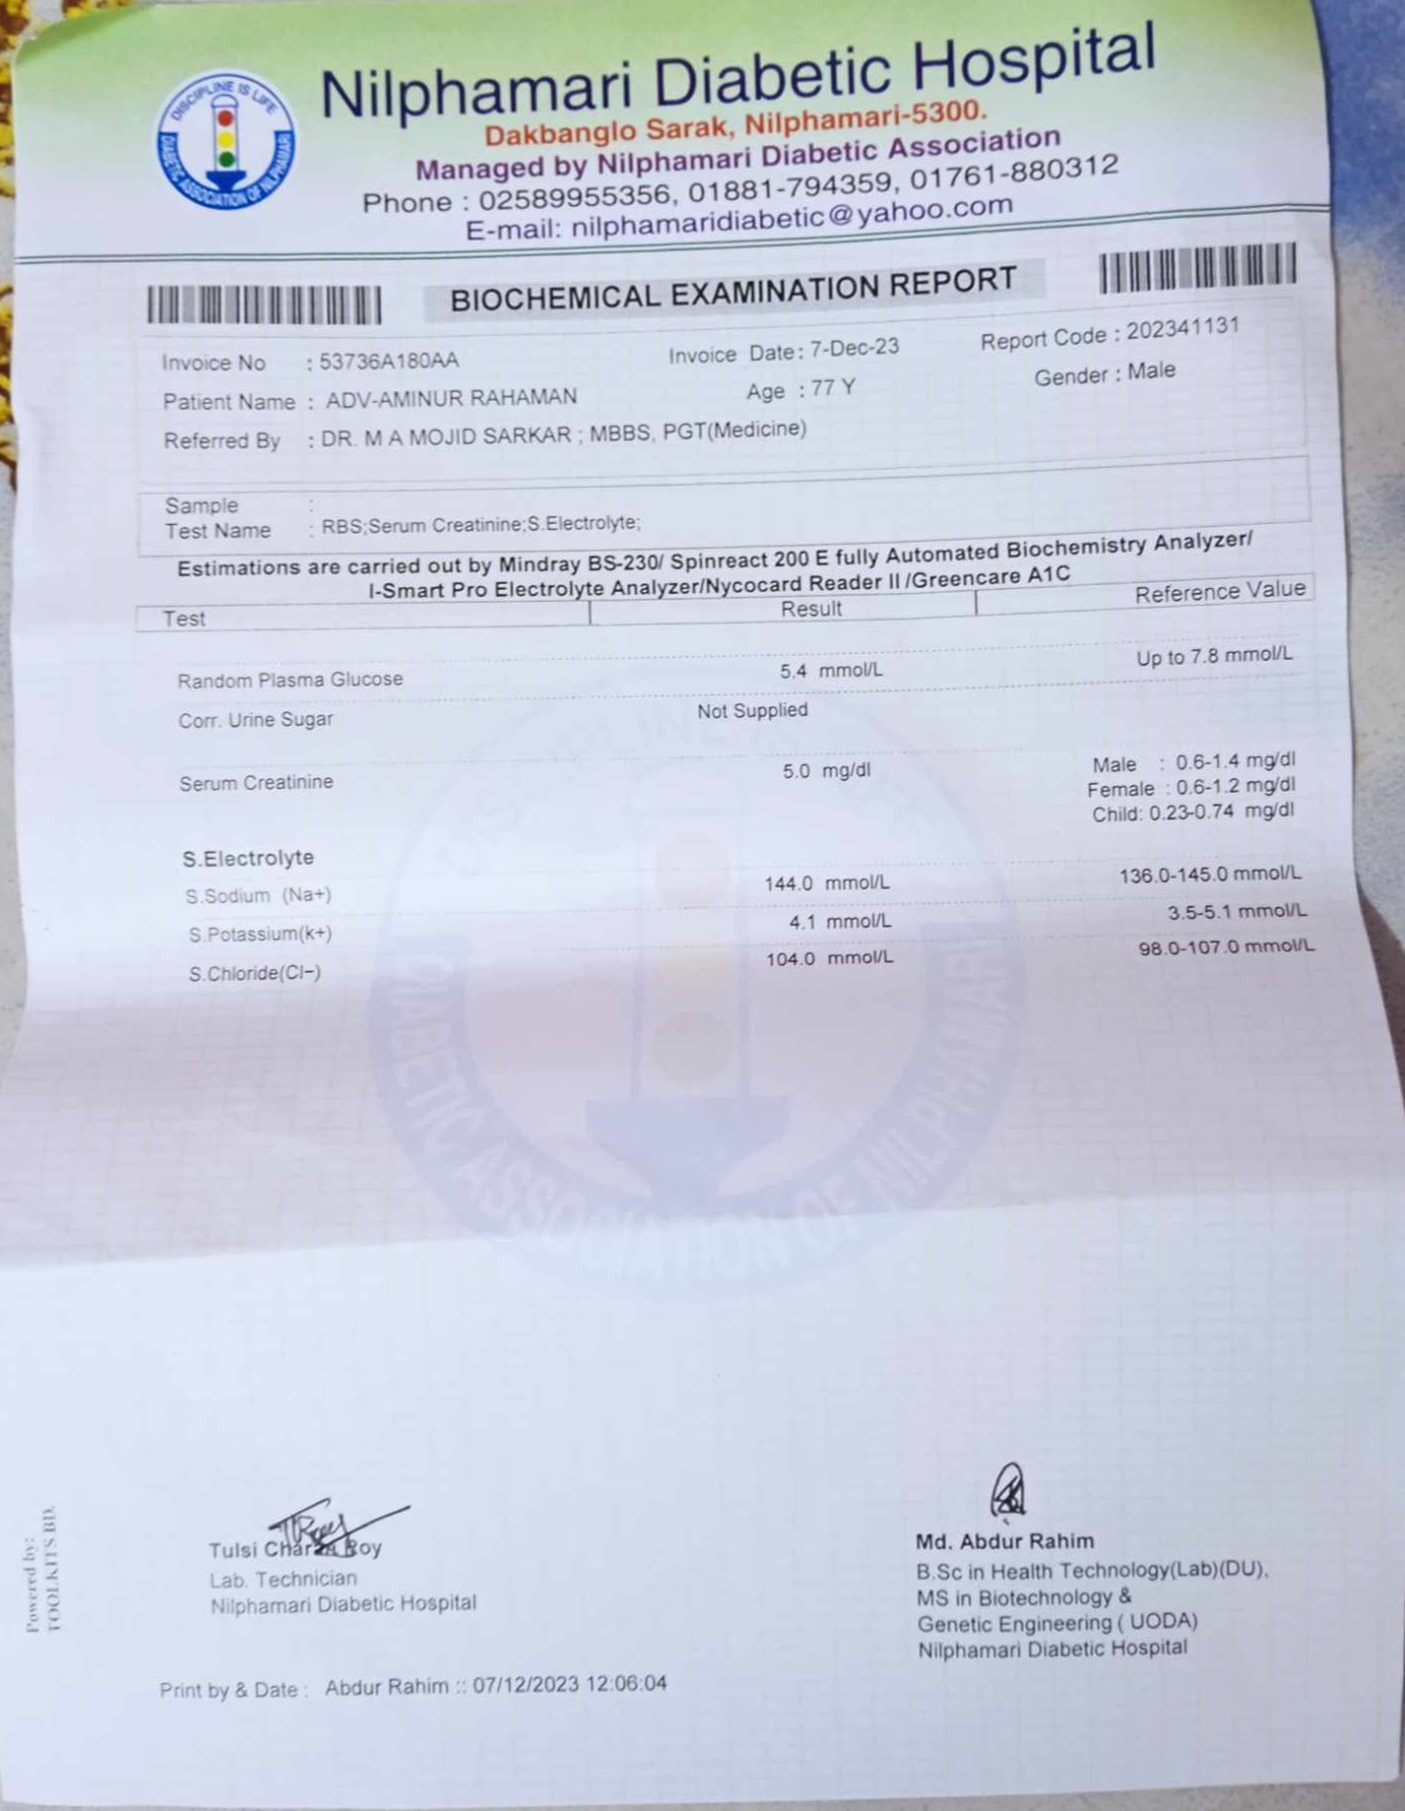 DISCIPLINE IS LIFE
DIABETIC ASSOCIATION OF NILPHAMARI
Nilphamari Diabetic Hospital
Dakbanglo Sarak, Nilphamari-5300.
Managed by Nilphamari Diabetic Association
Phone : 02589955356, 01881-794359, 01761-880312
E-mail: nilphamaridiabetic@yahoo.com
BIOCHEMICAL EXAMINATION REPORT
Invoice No : 53736A180AA Invoice Date: 7-Dec-23 Report Code : 202341131
Patient Name : ADV-AMINUR RAHAMAN Age : 77 Y Gender : Male
Referred By : DR. M A MOJID SARKAR ; MBBS, PGT(Medicine)
Sample :
Test Name : RBS;Serum Creatinine;S.Electrolyte;
Estimations are carried out by Mindray BS-230/ Spinreact 200 E fully Automated Biochemistry Analyzer/
I-Smart Pro Electrolyte Analyzer/Nycocard Reader II /Greencare A1C
Test Result Reference Value
Random Plasma Glucose 5.4 mmol/L Up to 7.8 mmol/L
Corr. Urine Sugar Not Supplied
Serum Creatinine 5.0 mg/dl Male : 0.6-1.4 mg/dl
Female : 0.6-1.2 mg/dl
Child: 0.23-0.74 mg/dl
S.Electrolyte
S.Sodium (Na+) 144.0 mmol/L 136.0-145.0 mmol/L
S.Potassium(k+) 4.1 mmol/L 3.5-5.1 mmol/L
S.Chloride(Cl−) 104.0 mmol/L 98.0-107.0 mmol/L
DISCIPLINE IS LIFE
DIABETIC ASSOCIATION OF NILPHAMARI
Tulsi Charan Roy
Lab. Technician
Nilphamari Diabetic Hospital
Md. Abdur Rahim
B.Sc in Health Technology(Lab)(DU),
MS in Biotechnology &
Genetic Engineering ( UODA)
Nilphamari Diabetic Hospital
Powered by:
TOOLKITS BD.
Print by & Date : Abdur Rahim :: 07/12/2023 12:06:04